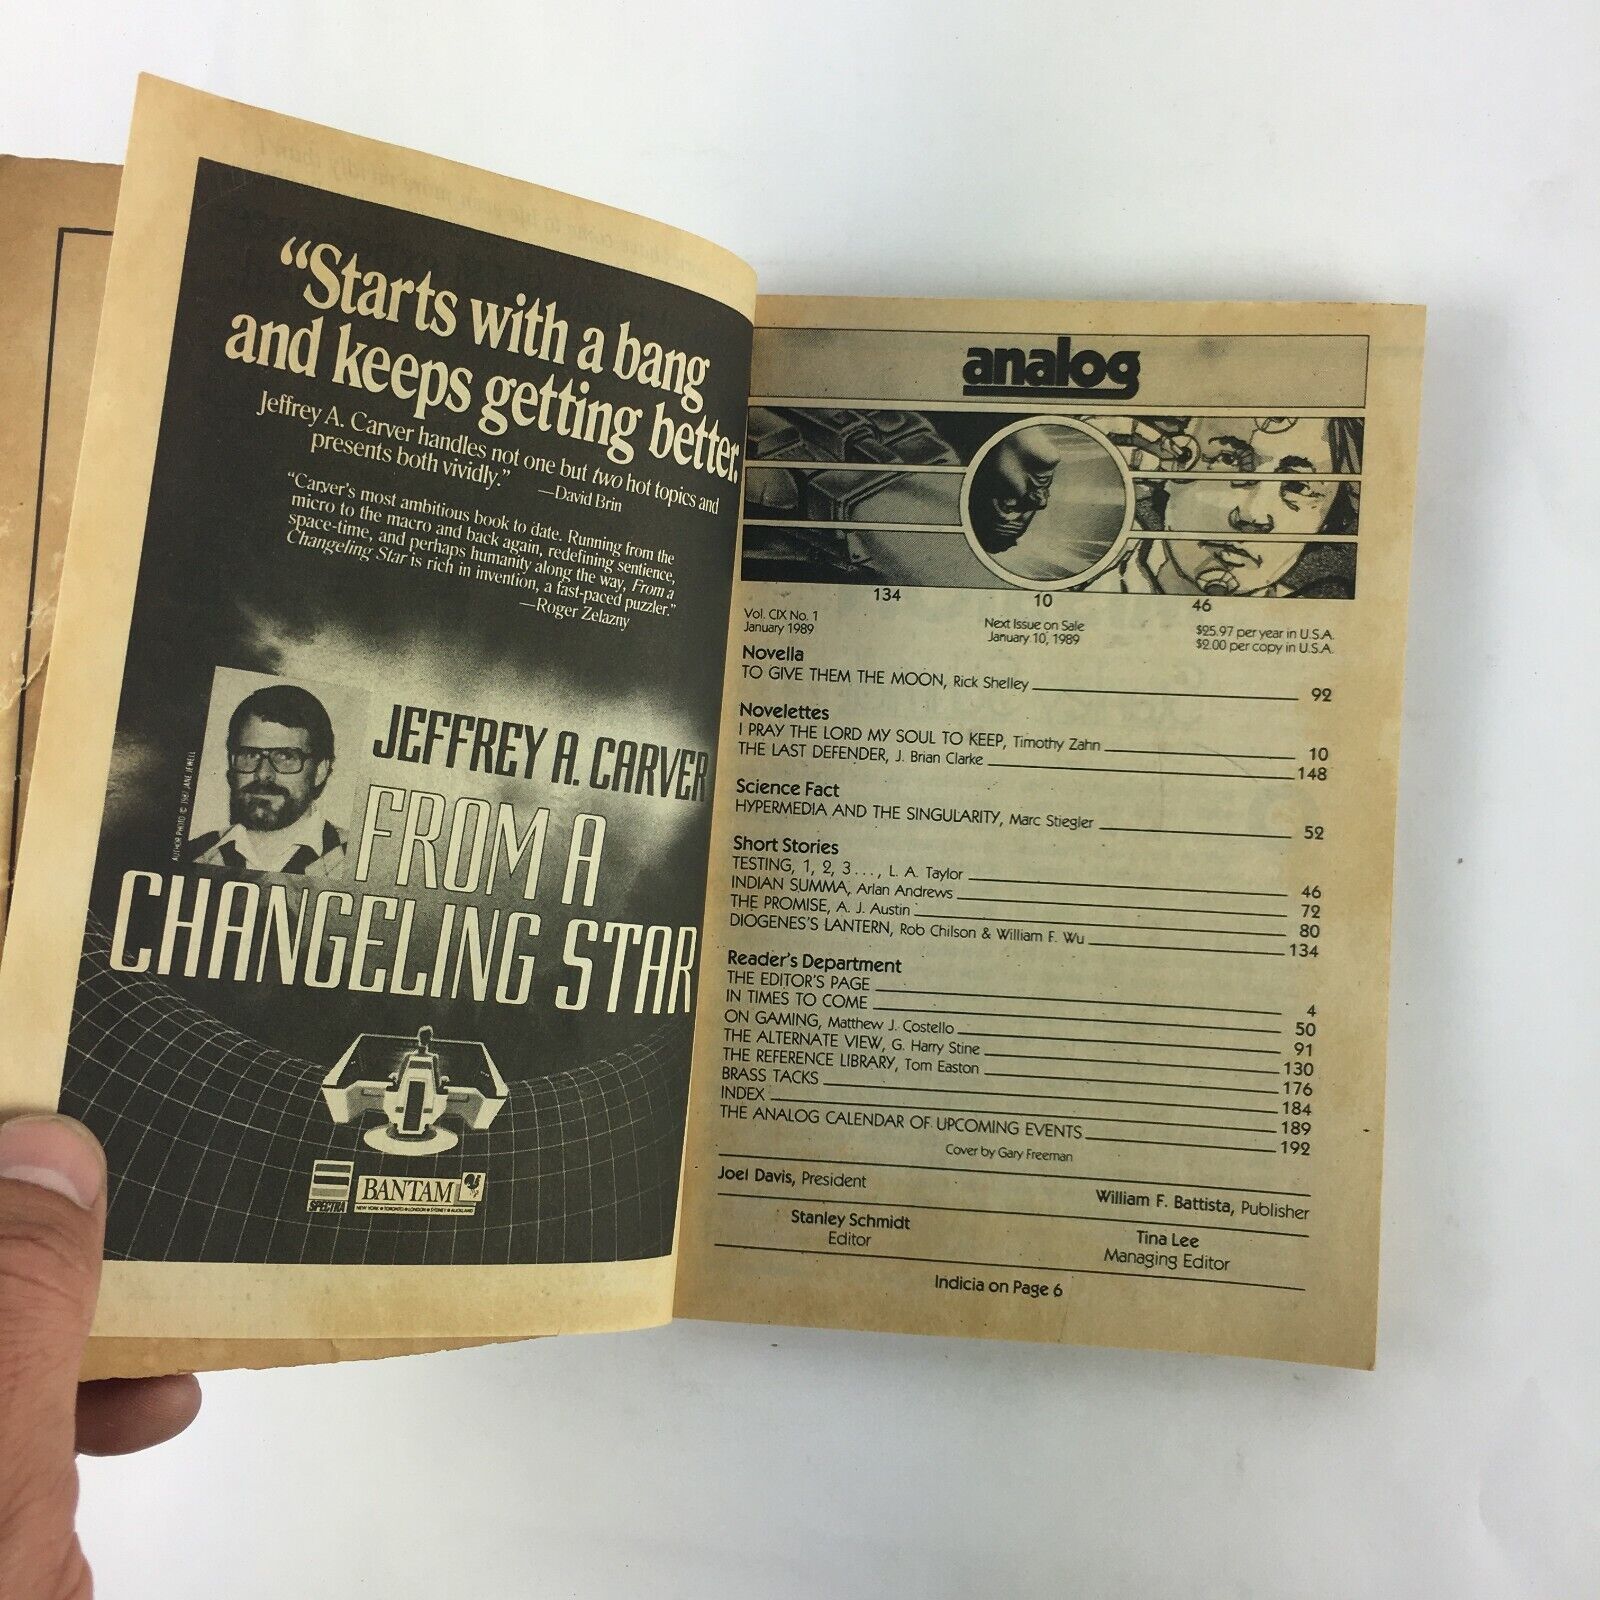 “Starts with a bang
and keeps getting better.
Jeffrey A. Carver handles not one but two hot topics and
presents both vividly.” —David Brin
“Carver's most ambitious book to date. Running from the
micro to the macro and back again, redefining sentience,
space-time, and perhaps humanity along the way, From a
Changeling Star is rich in invention, a fast-paced puzzler.”
—Roger Zelazny
AUTHOR PHOTO © 1987 JANE JEWELL
JEFFREY A. CARVER
FROM A
CHANGELING STAR
SPECTRA
BANTAM
NEW YORK • TORONTO • LONDON • SYDNEY • AUCKLAND
analog
134 10 46
Vol. CIX No. 1
January 1989
Next Issue on Sale
January 10, 1989
$25.97 per year in U.S.A.
$2.00 per copy in U.S.A.
Novella
TO GIVE THEM THE MOON, Rick Shelley 92
Novelettes
I PRAY THE LORD MY SOUL TO KEEP, Timothy Zahn 10
THE LAST DEFENDER, J. Brian Clarke 148
Science Fact
HYPERMEDIA AND THE SINGULARITY, Marc Stiegler 52
Short Stories
TESTING, 1, 2, 3..., L. A. Taylor 46
INDIAN SUMMA, Arlan Andrews 72
THE PROMISE, A. J. Austin 80
DIOGENES'S LANTERN, Rob Chilson & William F. Wu 134
Reader's Department
THE EDITOR'S PAGE 4
IN TIMES TO COME 50
ON GAMING, Matthew J. Costello 91
THE ALTERNATE VIEW, G. Harry Stine 130
THE REFERENCE LIBRARY, Tom Easton 176
BRASS TACKS 184
INDEX 189
THE ANALOG CALENDAR OF UPCOMING EVENTS 192
Cover by Gary Freeman
Joel Davis, President
William F. Battista, Publisher
Stanley Schmidt
Editor
Tina Lee
Managing Editor
Indicia on Page 6